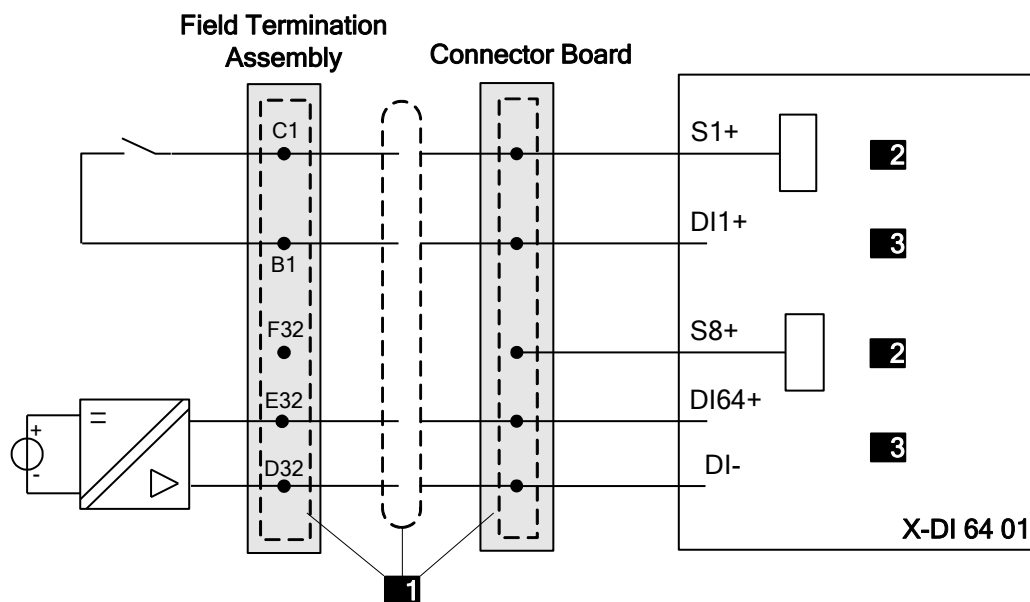 Field Termination
Assembly
Connector Board
C1
S1+
2
B1
DI1+
3
F32
S8+
2
E32
DI64+
+
-
=
D32
DI-
3
X-DI 64 01
1